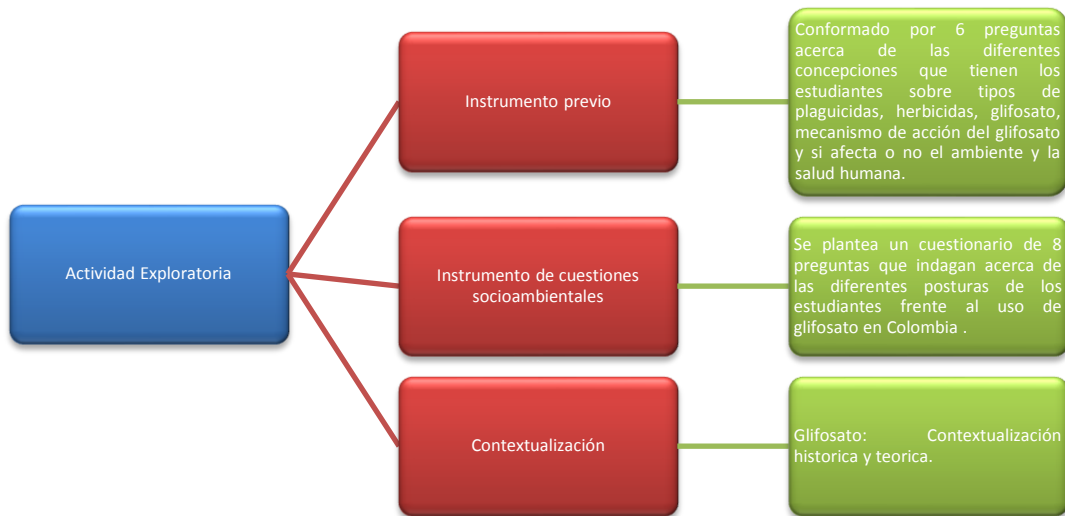 Actividad Exploratoria
Instrumento previo
Conformado por 6 preguntas
acerca de las diferentes
concepciones que tienen los
estudiantes sobre tipos de
plaguicidas, herbicidas, glifosato,
mecanismo de acción del glifosato
y si afecta o no el ambiente y la
salud humana.
Instrumento de cuestiones
socioambientales
Se plantea un cuestionario de 8
preguntas que indagan acerca de
las diferentes posturas de los
estudiantes frente al uso de
glifosato en Colombia .
Contextualización
Glifosato: Contextualización
historica y teorica.